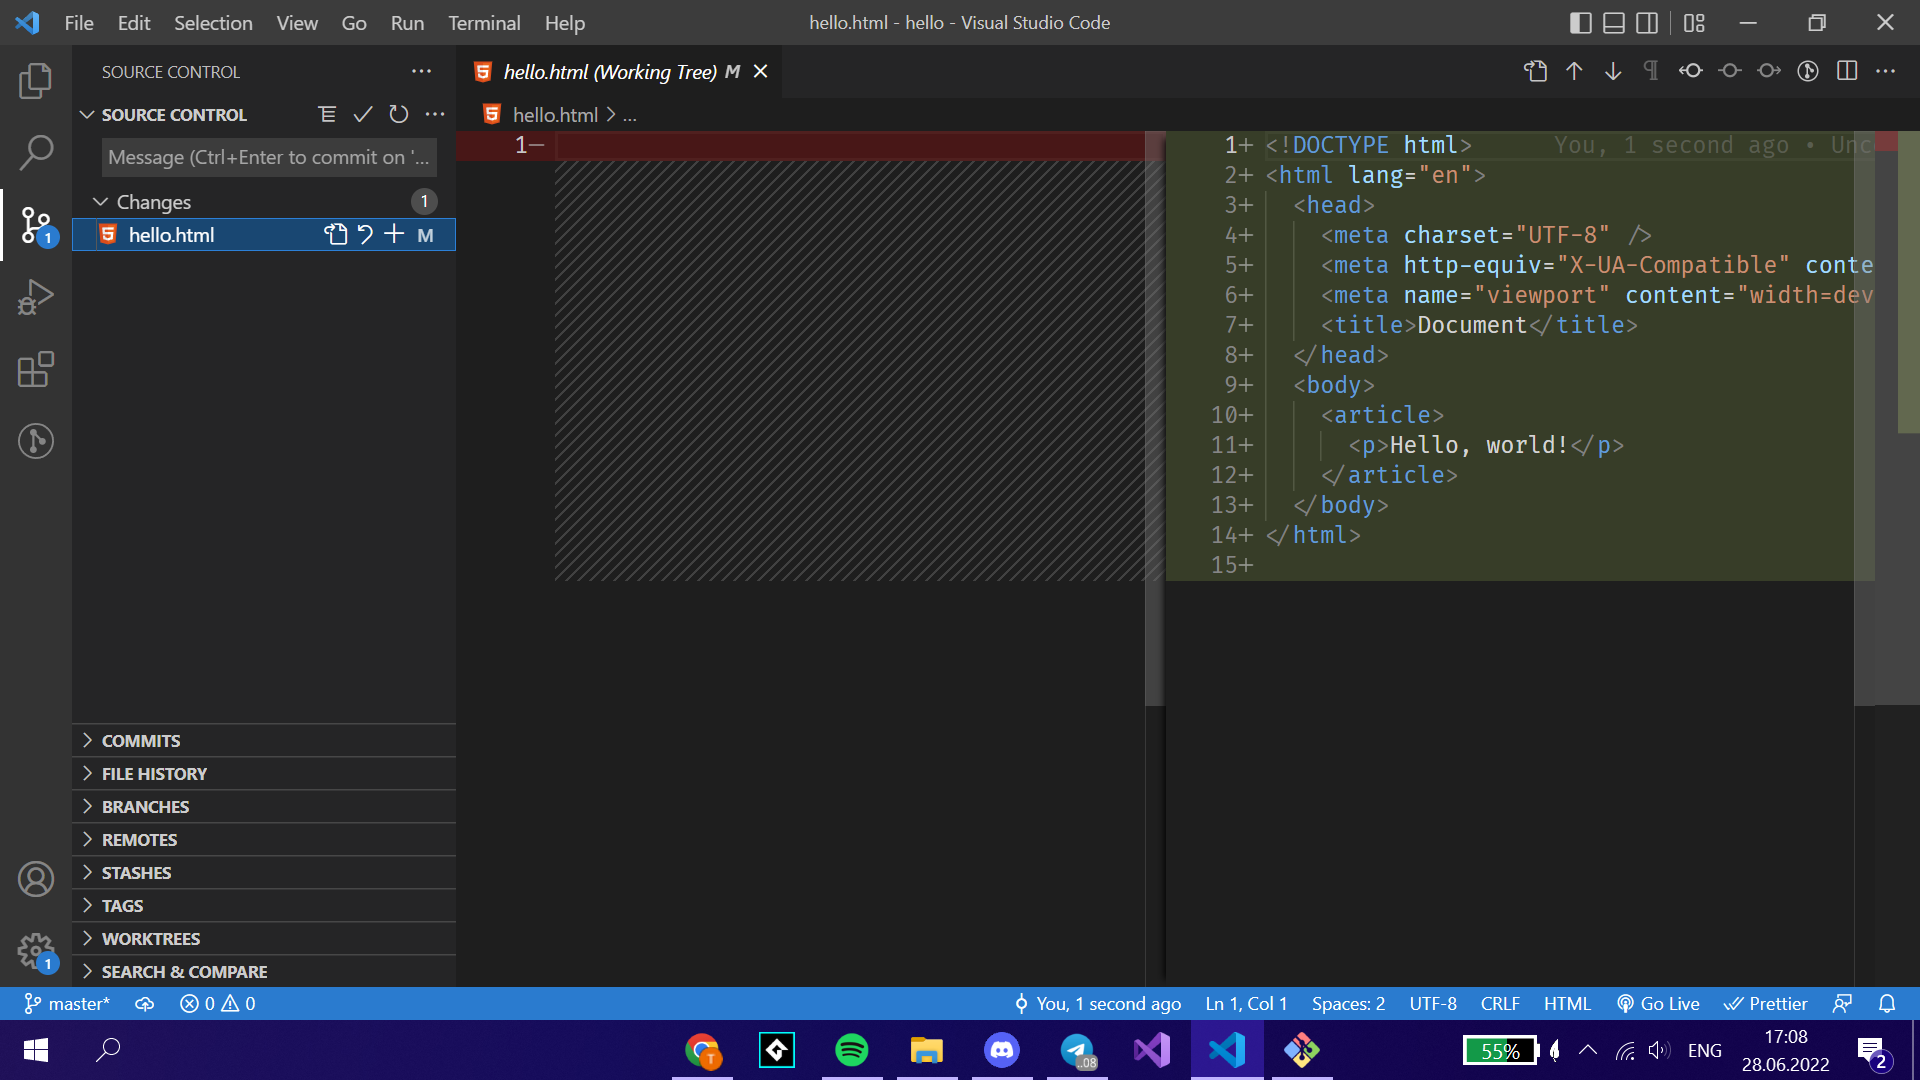 File Edit Selection View Go Run Terminal Help
hello.html - hello - Visual Studio Code
SOURCE CONTROL
SOURCE CONTROL
Message (Ctrl+Enter to commit on '...
Changes 1
hello.html M
1
COMMITS
FILE HISTORY
BRANCHES
REMOTES
STASHES
TAGS
WORKTREES
SEARCH & COMPARE
1
hello.html (Working Tree) M
hello.html > ...
1−
1+ <!DOCTYPE html> You, 1 second ago • Unc
2+ <html lang="en">
3+ <head>
4+ <meta charset="UTF-8" />
5+ <meta http-equiv="X-UA-Compatible" conte
6+ <meta name="viewport" content="width=dev
7+ <title>Document</title>
8+ </head>
9+ <body>
10+ <article>
11+ <p>Hello, world!</p>
12+ </article>
13+ </body>
14+ </html>
15+
master* 0 0 You, 1 second ago Ln 1, Col 1 Spaces: 2 UTF-8 CRLF HTML Go Live Prettier
T
..08
55%
ENG
17:08
28.06.2022
2